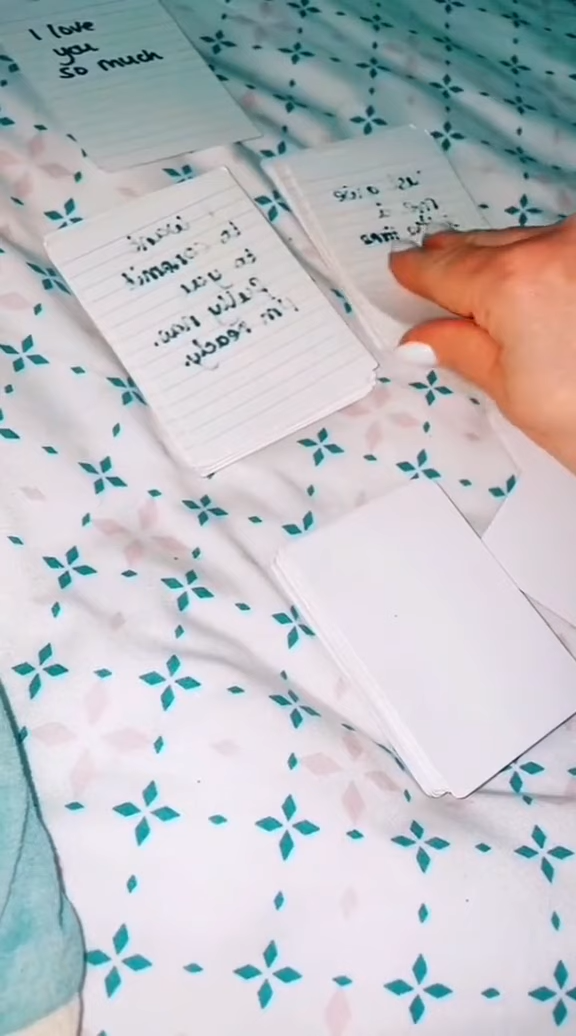 I love
you
so much
I want
to commit
to you
fully now.
I'm ready.